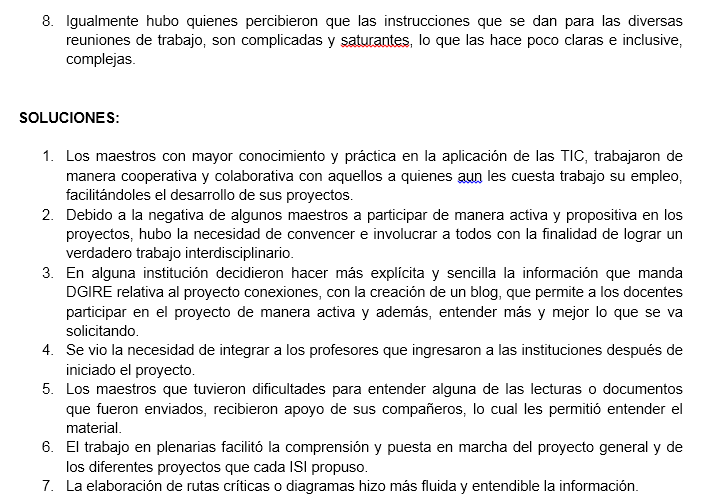 8. Igualmente hubo quienes percibieron que las instrucciones que se dan para las diversas
reuniones de trabajo, son complicadas y saturantes, lo que las hace poco claras e inclusive,
complejas.
SOLUCIONES:
1. Los maestros con mayor conocimiento y práctica en la aplicación de las TIC, trabajaron de
manera cooperativa y colaborativa con aquellos a quienes aun les cuesta trabajo su empleo,
facilitándoles el desarrollo de sus proyectos.
2. Debido a la negativa de algunos maestros a participar de manera activa y propositiva en los
proyectos, hubo la necesidad de convencer e involucrar a todos con la finalidad de lograr un
verdadero trabajo interdisciplinario.
3. En alguna institución decidieron hacer más explícita y sencilla la información que manda
DGIRE relativa al proyecto conexiones, con la creación de un blog, que permite a los docentes
participar en el proyecto de manera activa y además, entender más y mejor lo que se va
solicitando.
4. Se vio la necesidad de integrar a los profesores que ingresaron a las instituciones después de
iniciado el proyecto.
5. Los maestros que tuvieron dificultades para entender alguna de las lecturas o documentos
que fueron enviados, recibieron apoyo de sus compañeros, lo cual les permitió entender el
material.
6. El trabajo en plenarias facilitó la comprensión y puesta en marcha del proyecto general y de
los diferentes proyectos que cada ISI propuso.
7. La elaboración de rutas críticas o diagramas hizo más fluida y entendible la información.